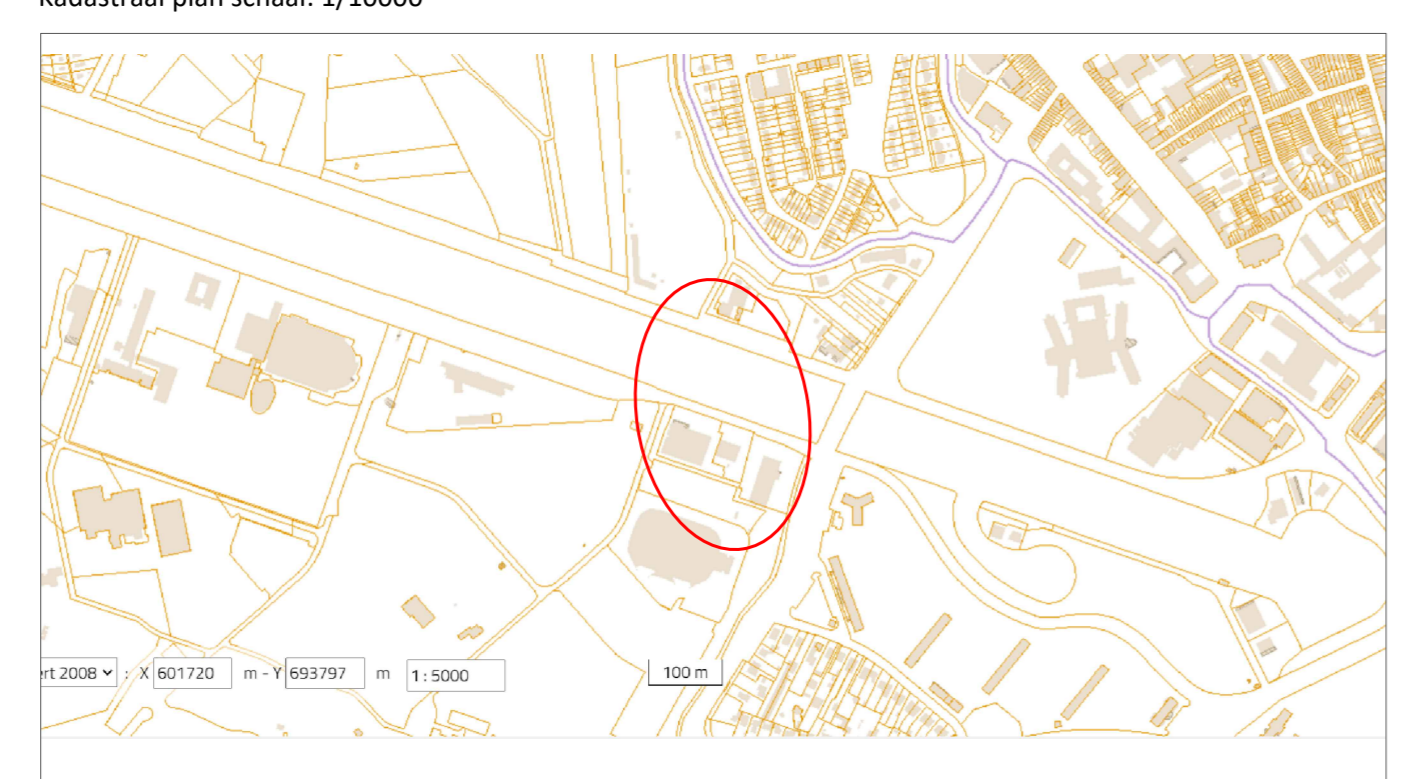 Kadastraal plan schaal: 1/10000
ert 2008 : X 601720 m - Y 693797 m 1 : 5000 100 m